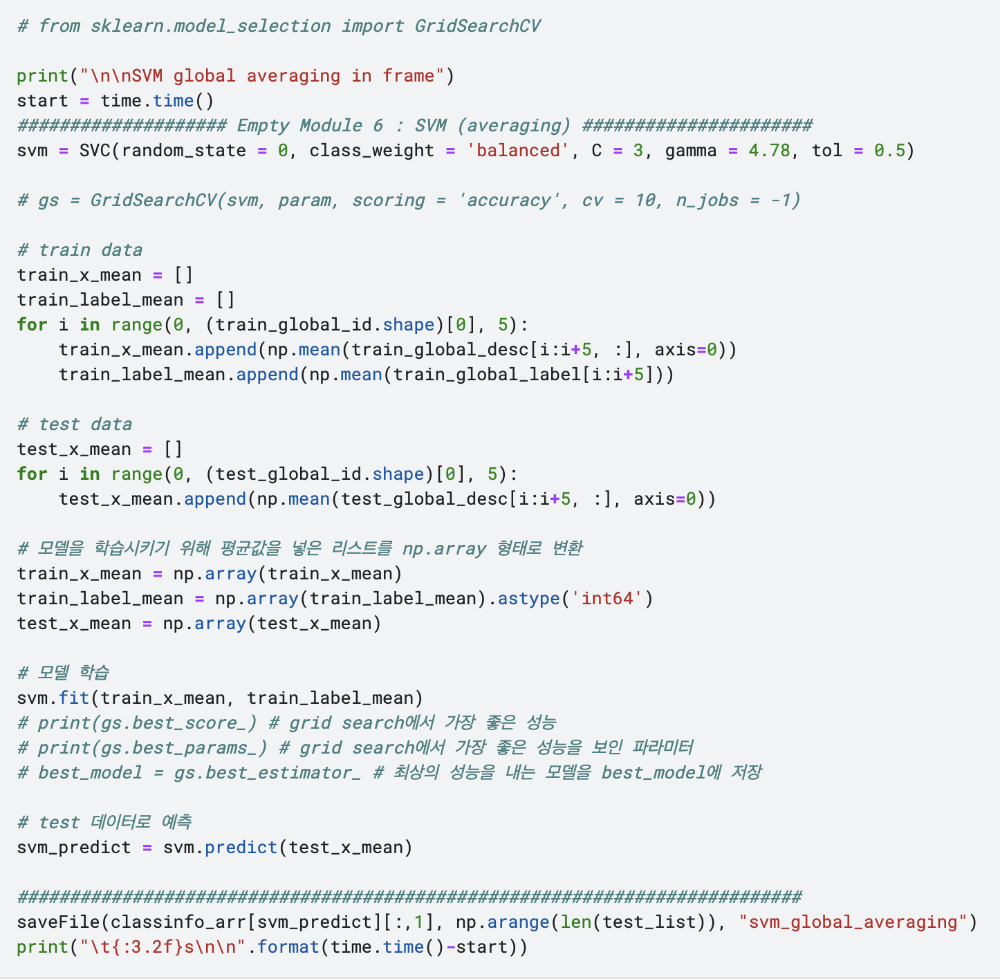 # from sklearn.model_selection import GridSearchCV
print("\n\nSVM global averaging in frame")
start = time.time()
#################### Empty Module 6 : SVM (averaging) ######################
svm = SVC(random_state = 0, class_weight = 'balanced', C = 3, gamma = 4.78, tol = 0.5)
# gs = GridSearchCV(svm, param, scoring = 'accuracy', cv = 10, n_jobs = -1)
# train data
train_x_mean = []
train_label_mean = []
for i in range(0, (train_global_id.shape)[0], 5):
    train_x_mean.append(np.mean(train_global_desc[i:i+5, :], axis=0))
    train_label_mean.append(np.mean(train_global_label[i:i+5]))
# test data
test_x_mean = []
for i in range(0, (test_global_id.shape)[0], 5):
    test_x_mean.append(np.mean(test_global_desc[i:i+5, :], axis=0))
# 모델을 학습시키기 위해 평균값을 넣은 리스트를 np.array 형태로 변환
train_x_mean = np.array(train_x_mean)
train_label_mean = np.array(train_label_mean).astype('int64')
test_x_mean = np.array(test_x_mean)
# 모델 학습
svm.fit(train_x_mean, train_label_mean)
# print(gs.best_score_) # grid search에서 가장 좋은 성능
# print(gs.best_params_) # grid search에서 가장 좋은 성능을 보인 파라미터
# best_model = gs.best_estimator_ # 최상의 성능을 내는 모델을 best_model에 저장
# test 데이터로 예측
svm_predict = svm.predict(test_x_mean)
###########################################################################
saveFile(classinfo_arr[svm_predict][:,1], np.arange(len(test_list)), "svm_global_averaging")
print("\t{:3.2f}s\n\n".format(time.time()-start))